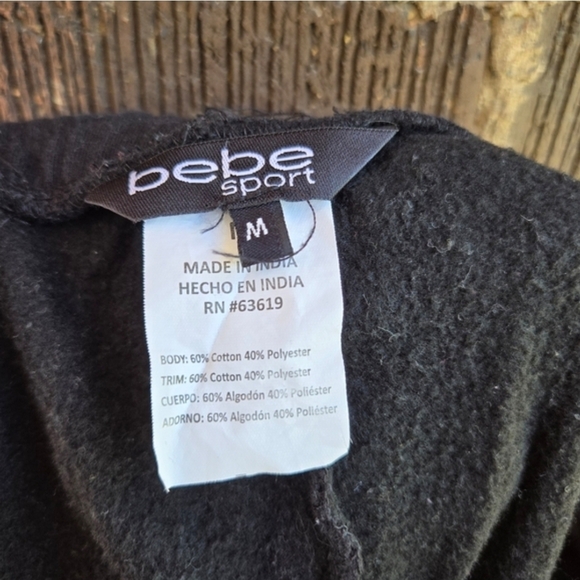 bebe
sport
M
MADE IN INDIA
HECHO EN INDIA
RN #63619
BODY: 60% Cotton 40% Polyester
TRIM: 60% Cotton 40% Polyester
CUERPO: 60% Algodón 40% Poliéster
ADORNO: 60% Algodón 40% Poliéster